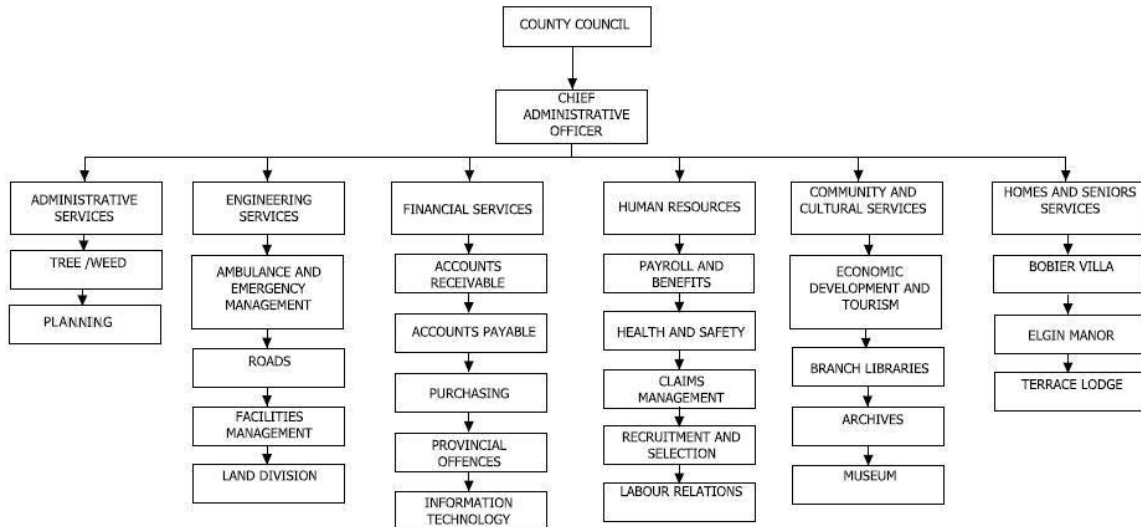 COUNTY COUNCIL
CHIEF
ADMINISTRATIVE
OFFICER
ADMINISTRATIVE
SERVICES
TREE /WEED
PLANNING
ENGINEERING
SERVICES
AMBULANCE AND
EMERGENCY
MANAGEMENT
ROADS
FACILITIES
MANAGEMENT
LAND DIVISION
FINANCIAL SERVICES
ACCOUNTS
RECEIVABLE
ACCOUNTS PAYABLE
PURCHASING
PROVINCIAL
OFFENCES
INFORMATION
TECHNOLOGY
HUMAN RESOURCES
PAYROLL AND
BENEFITS
HEALTH AND SAFETY
CLAIMS
MANAGEMENT
RECRUITMENT AND
SELECTION
LABOUR RELATIONS
COMMUNITY AND
CULTURAL SERVICES
ECONOMIC
DEVELOPMENT AND
TOURISM
BRANCH LIBRARIES
ARCHIVES
MUSEUM
HOMES AND SENIORS
SERVICES
BOBIER VILLA
ELGIN MANOR
TERRACE LODGE